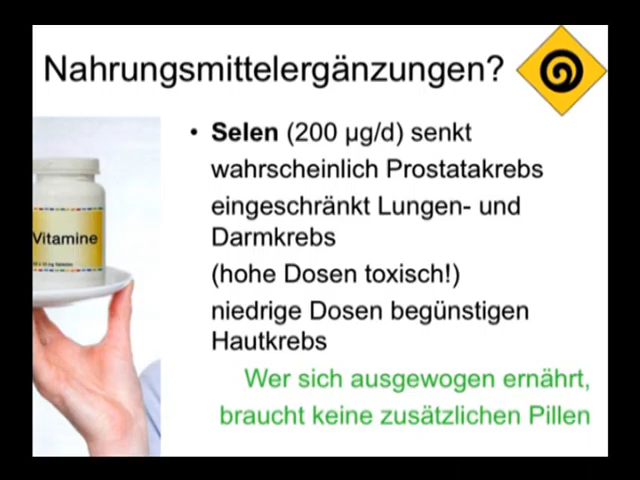 Nahrungsmittelergänzungen?
• Selen (200 µg/d) senkt
wahrscheinlich Prostatakrebs
eingeschränkt Lungen- und
Darmkrebs
(hohe Dosen toxisch!)
niedrige Dosen begünstigen
Hautkrebs
Vitamine
Wer sich ausgewogen ernährt,
braucht keine zusätzlichen Pillen